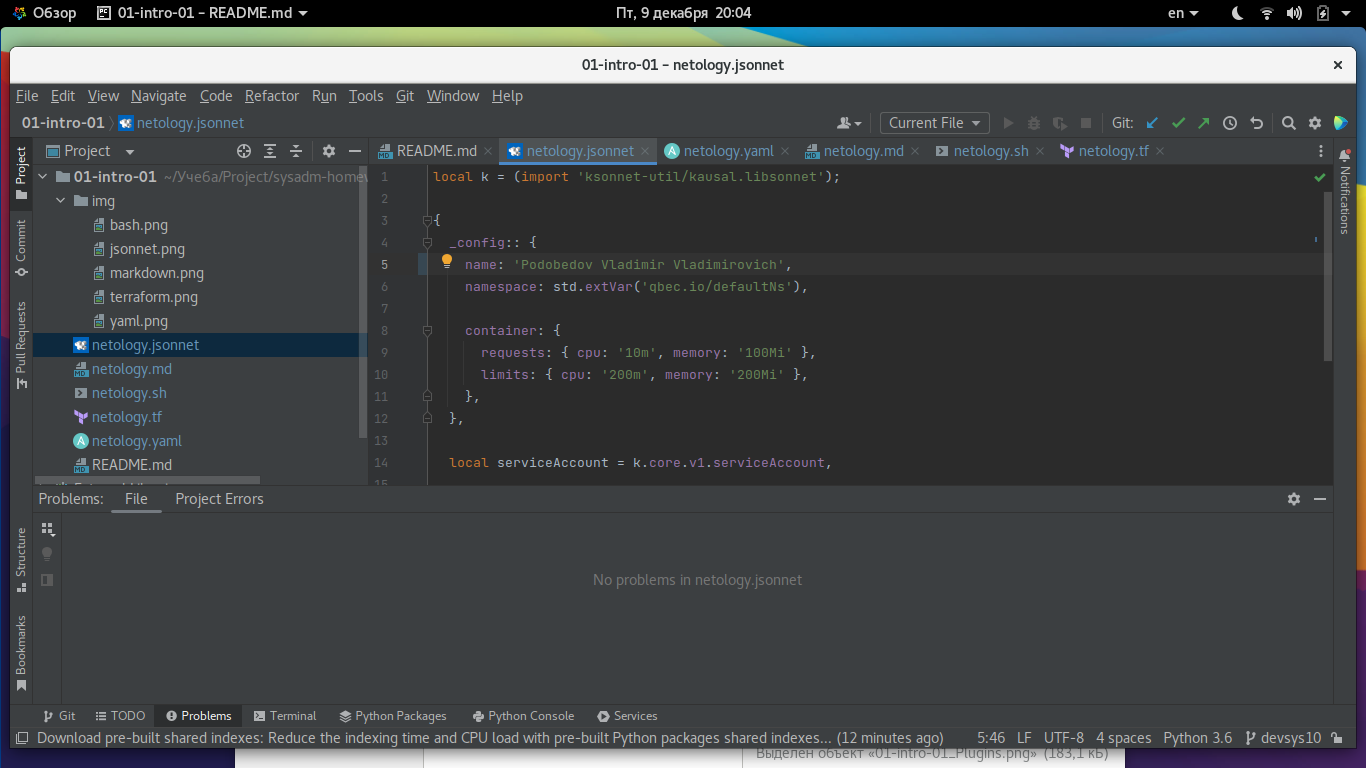 Обзор 01-intro-01 – README.md Пт, 9 декабря 20:04 en
01-intro-01 – netology.jsonnet
File Edit View Navigate Code Refactor Run Tools Git Window Help
01-intro-01 netology.jsonnet Current File Git:
Project README.md netology.jsonnet netology.yaml netology.md netology.sh netology.tf
01-intro-01 ~/Учеба/Project/sysadm-home
img
bash.png
jsonnet.png
markdown.png
terraform.png
yaml.png
netology.jsonnet
netology.md
netology.sh
netology.tf
netology.yaml
README.md
1 local k = (import 'ksonnet-util/kausal.libsonnet');
2
3 {
4 _config:: {
5 name: 'Podobedov Vladimir Vladimirovich',
6 namespace: std.extVar('qbec.io/defaultNs'),
7
8 container: {
9 requests: { cpu: '10m', memory: '100Mi' },
10 limits: { cpu: '200m', memory: '200Mi' },
11 },
12 },
13
14 local serviceAccount = k.core.v1.serviceAccount,
15
Project
Commit
Pull Requests
Structure
Bookmarks
Notifications
Problems: File Project Errors
No problems in netology.jsonnet
Git TODO Problems Terminal Python Packages Python Console Services
Download pre-built shared indexes: Reduce the indexing time and CPU load with pre-built Python packages shared indexes... (12 minutes ago) 5:46 LF UTF-8 4 spaces Python 3.6 devsys10
Выделен объект «01-intro-01_Plugins.png» (183,1 кБ)